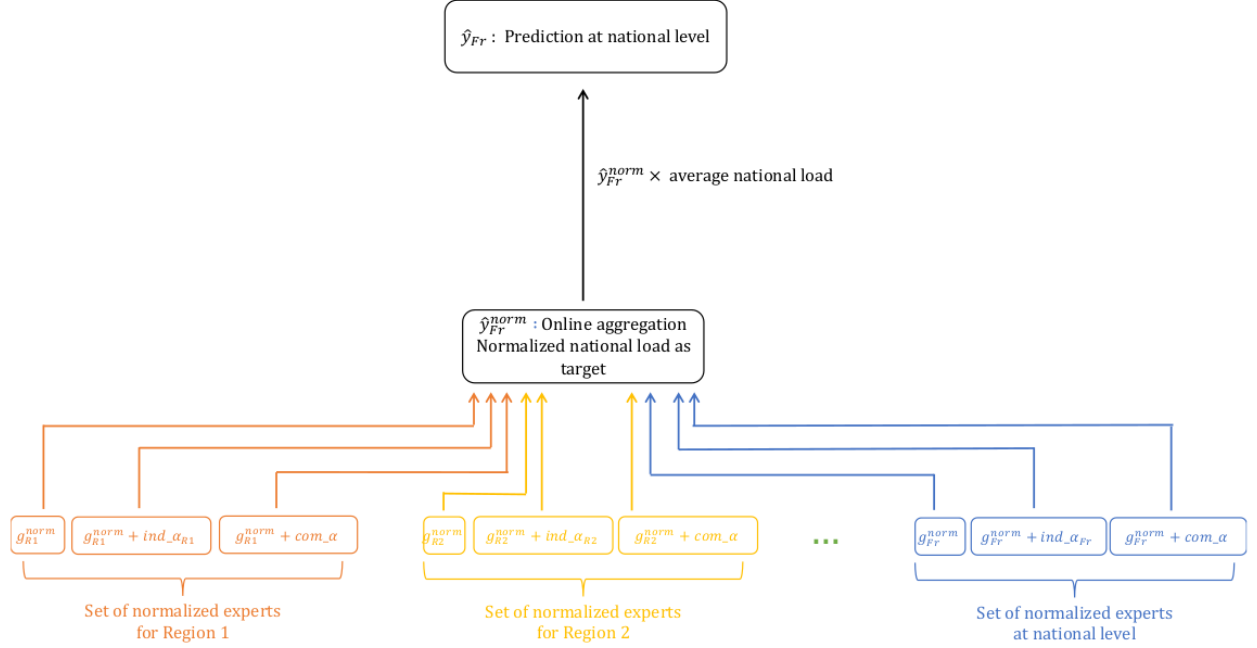 ŷ_Fr : Prediction at national level
ŷ_Fr^norm × average national load
ŷ_Fr^norm : Online aggregation
Normalized national load as
target
g_R1^norm
g_R1^norm + ind_α_R1
g_R1^norm + com_α
g_R2^norm
g_R2^norm + ind_α_R2
g_R2^norm + com_α
...
g_Fr^norm
g_Fr^norm + ind_α_Fr
g_Fr^norm + com_α
Set of normalized experts
for Region 1
Set of normalized experts
for Region 2
Set of normalized experts
at national level